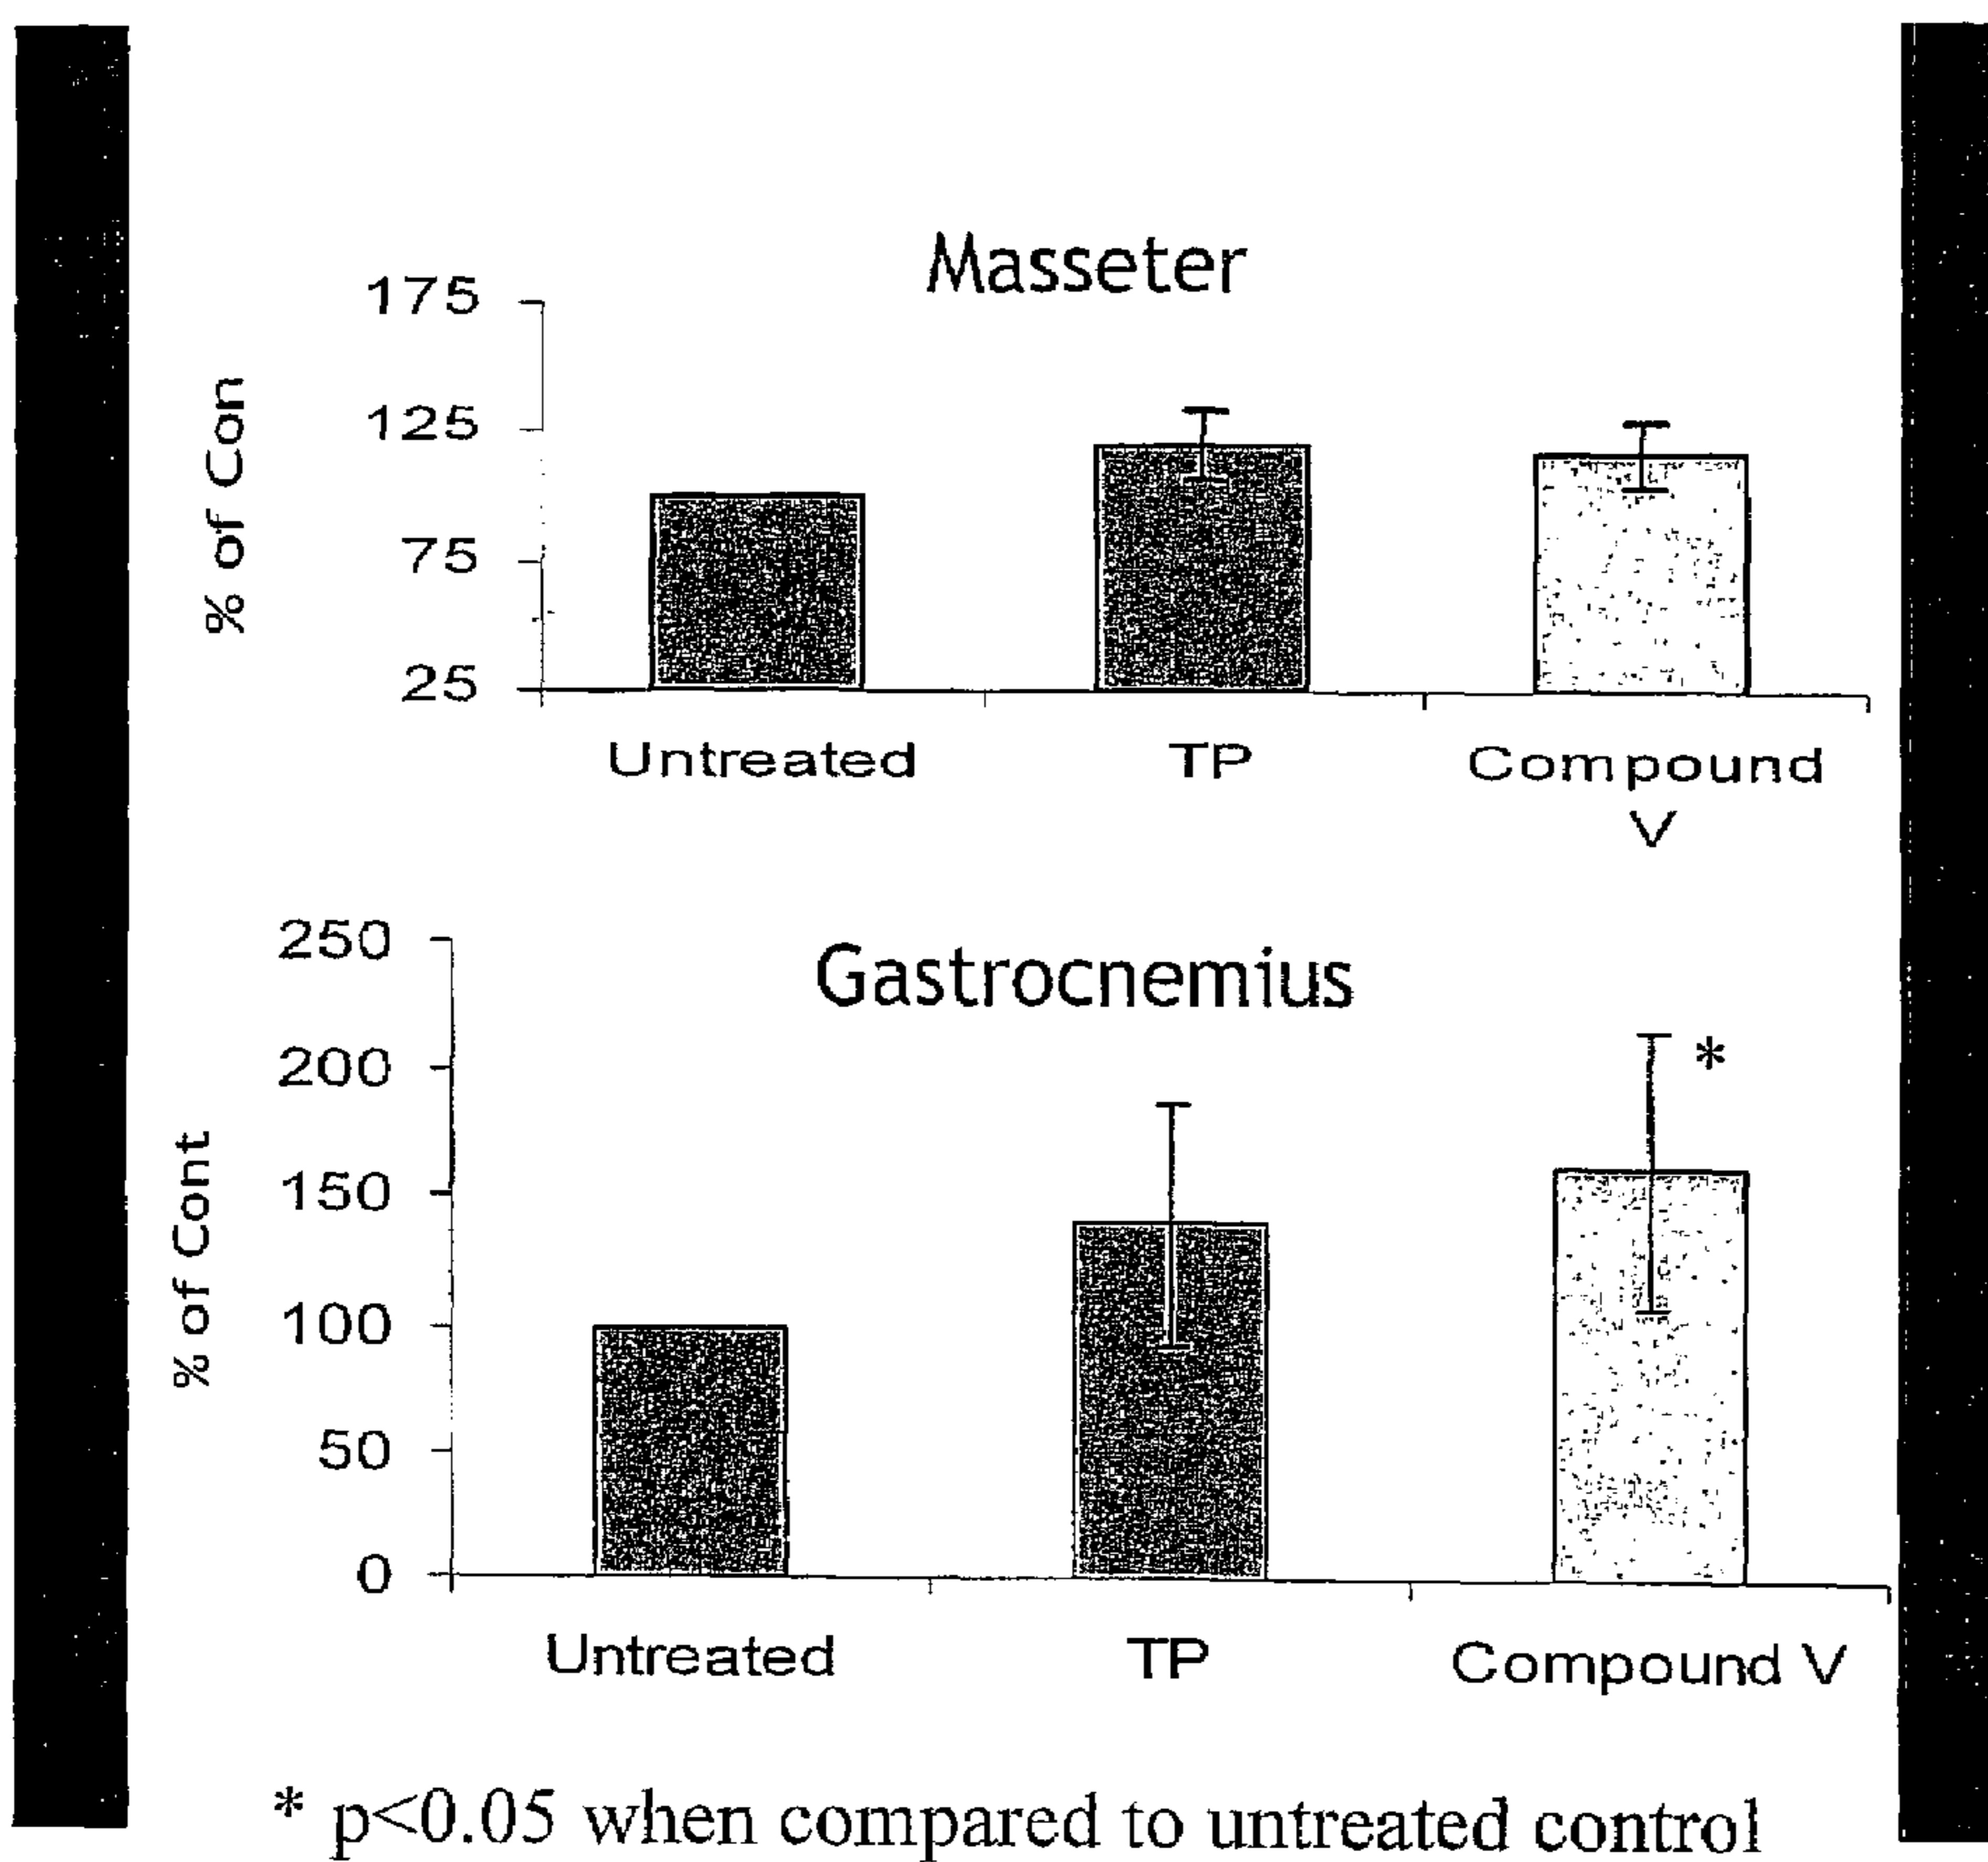 Masseter
175
125
75
25
% of Con
Untreated TP Compound
V
Gastrocnemius
250
200
150
100
50
0
% of Cont
*
Untreated TP Compound V
* p<0.05 when compared to untreated control